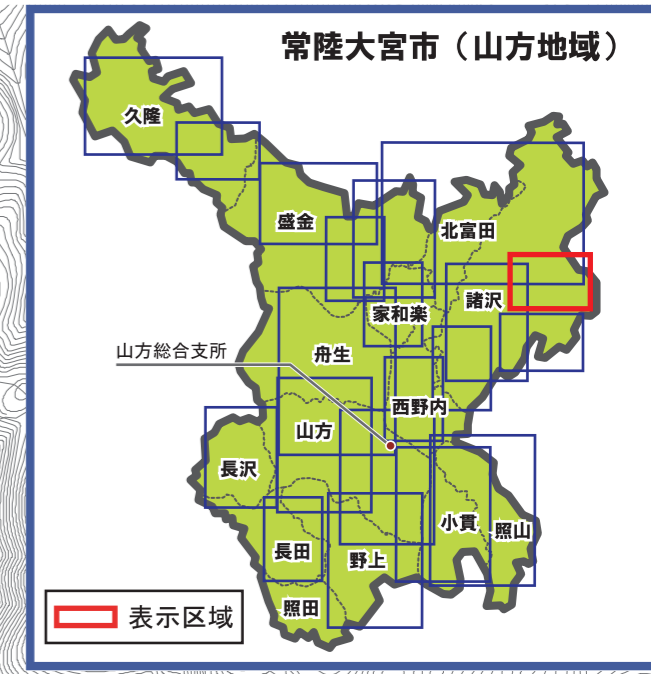 常陸大宮市（山方地域）
久隆
盛金
北富田
諸沢
家和楽
山方総合支所
舟生
西野内
山方
長沢
小貫
照山
長田
野上
照田
表示区域